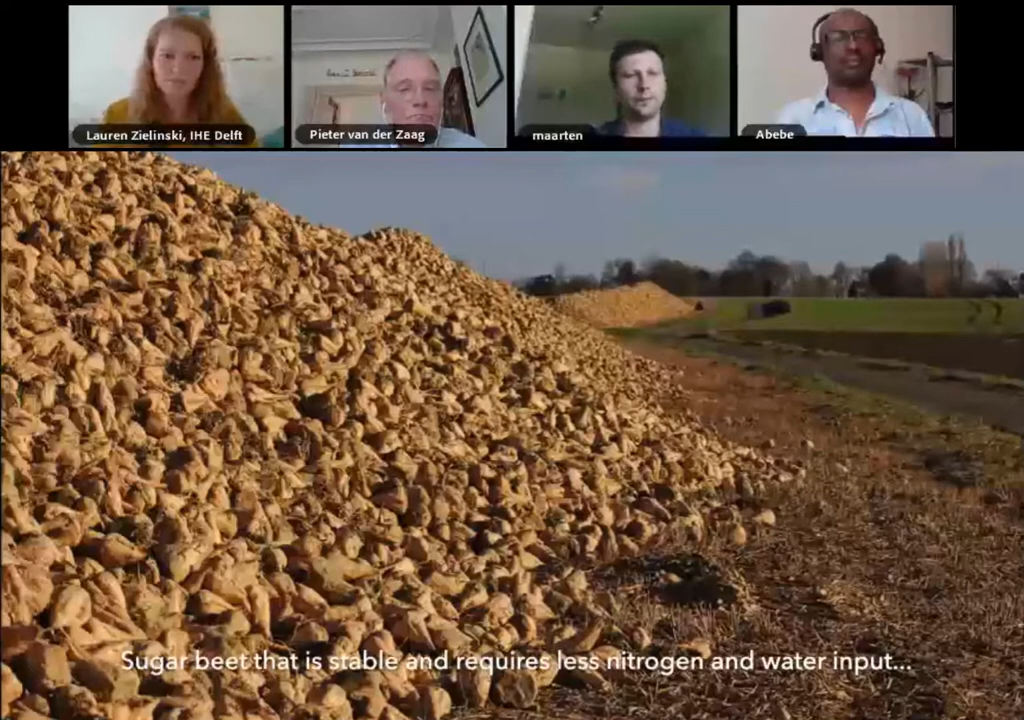 Lauren Zielinski, IHE Delft
Pieter van der Zaag
maarten
Abebe
Sugar beet that is stable and requires less nitrogen and water input...